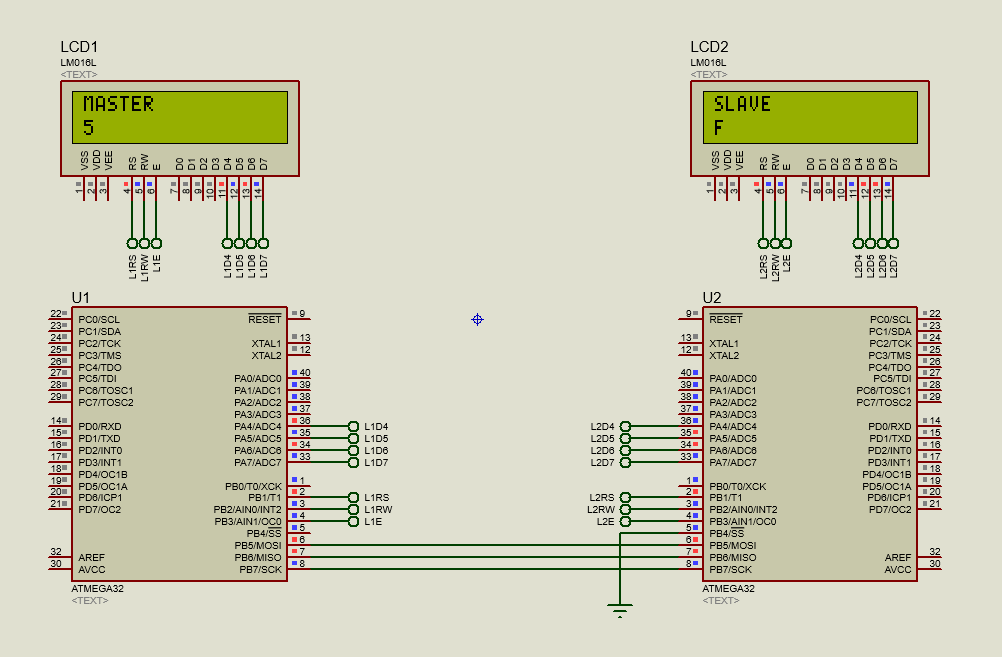 LCD1
LM016L
<TEXT>
MASTER
5
VSS VDD VEE RS RW E D0 D1 D2 D3 D4 D5 D6 D7
1 2 3 4 5 6 7 8 9 10 11 12 13 14
L1RS L1RW L1E L1D4 L1D5 L1D6 L1D7
LCD2
LM016L
<TEXT>
SLAVE
F
VSS VDD VEE RS RW E D0 D1 D2 D3 D4 D5 D6 D7
1 2 3 4 5 6 7 8 9 10 11 12 13 14
L2RS L2RW L2E L2D4 L2D5 L2D6 L2D7
U1
22 PC0/SCL
23 PC1/SDA
24 PC2/TCK
25 PC3/TMS
26 PC4/TDO
27 PC5/TDI
28 PC6/TOSC1
29 PC7/TOSC2
14 PD0/RXD
15 PD1/TXD
16 PD2/INT0
17 PD3/INT1
18 PD4/OC1B
19 PD5/OC1A
20 PD6/ICP1
21 PD7/OC2
32 AREF
30 AVCC
RESET 9
XTAL1 13
XTAL2 12
PA0/ADC0 40
PA1/ADC1 39
PA2/ADC2 38
PA3/ADC3 37
PA4/ADC4 36 L1D4
PA5/ADC5 35 L1D5
PA6/ADC6 34 L1D6
PA7/ADC7 33 L1D7
PB0/T0/XCK 1
PB1/T1 2 L1RS
PB2/AIN0/INT2 3 L1RW
PB3/AIN1/OC0 4 L1E
PB4/SS 5
PB5/MOSI 6
PB6/MISO 7
PB7/SCK 8
ATMEGA32
<TEXT>
U2
9 RESET
13 XTAL1
12 XTAL2
40 PA0/ADC0
39 PA1/ADC1
38 PA2/ADC2
37 PA3/ADC3
L2D4 36 PA4/ADC4
L2D5 35 PA5/ADC5
L2D6 34 PA6/ADC6
L2D7 33 PA7/ADC7
1 PB0/T0/XCK
L2RS 2 PB1/T1
L2RW 3 PB2/AIN0/INT2
L2E 4 PB3/AIN1/OC0
5 PB4/SS
6 PB5/MOSI
7 PB6/MISO
8 PB7/SCK
PC0/SCL 22
PC1/SDA 23
PC2/TCK 24
PC3/TMS 25
PC4/TDO 26
PC5/TDI 27
PC6/TOSC1 28
PC7/TOSC2 29
PD0/RXD 14
PD1/TXD 15
PD2/INT0 16
PD3/INT1 17
PD4/OC1B 18
PD5/OC1A 19
PD6/ICP1 20
PD7/OC2 21
AREF 32
AVCC 30
ATMEGA32
<TEXT>